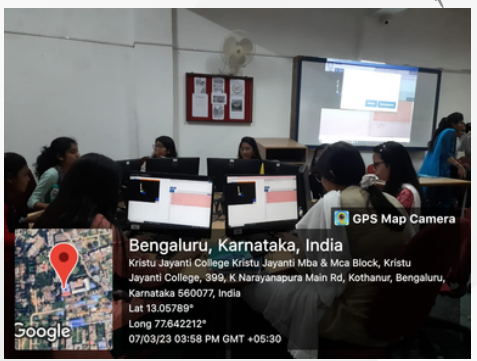 GPS Map Camera
Bengaluru, Karnataka, India
Kristu Jayanti College Kristu Jayanti Mba & Mca Block, Kristu
Jayanti College, 399, K Narayanapura Main Rd, Kothanur, Bengaluru,
Karnataka 560077, India
Lat 13.05789°
Long 77.642212°
07/03/23 03:58 PM GMT +05:30
Google